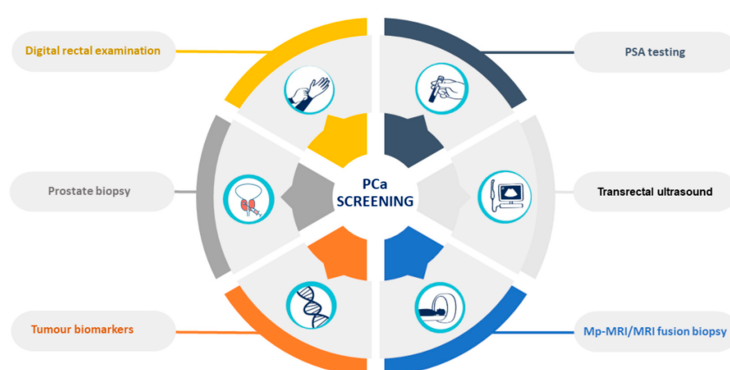 Digital rectal examination
PSA testing
Prostate biopsy
PCa
SCREENING
Transrectal ultrasound
Tumour biomarkers
Mp-MRI/MRI fusion biopsy